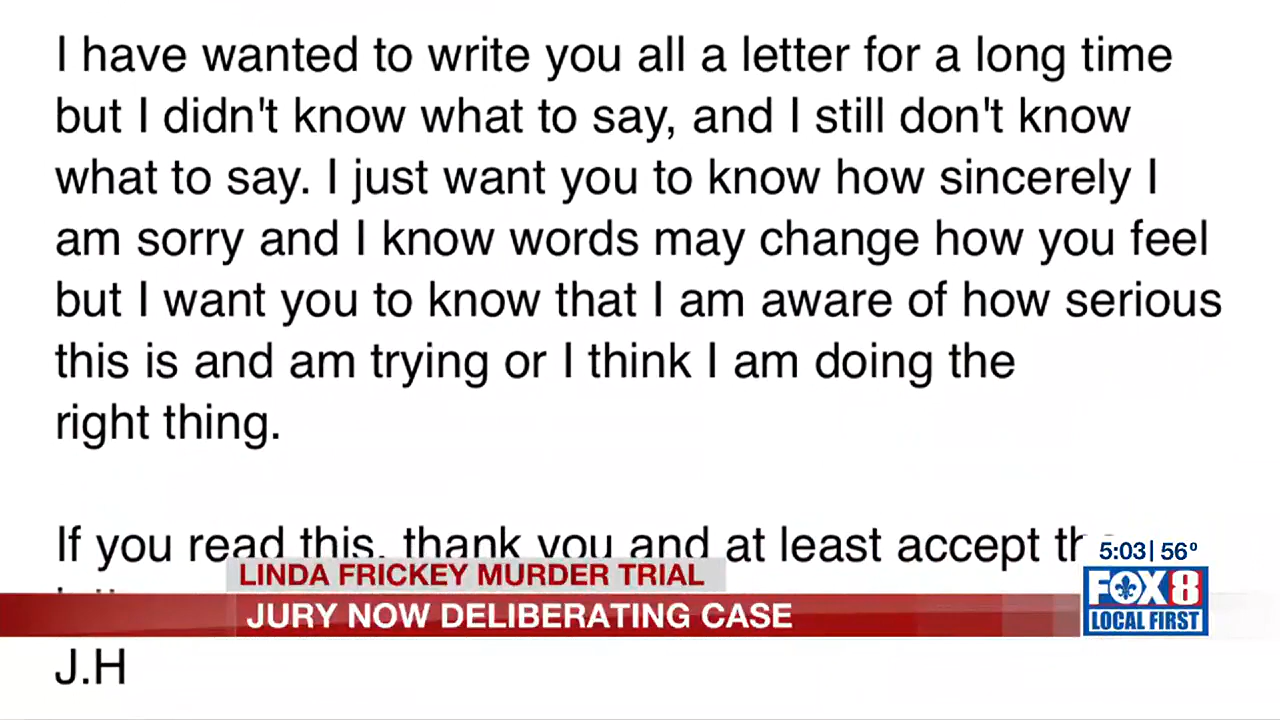 I have wanted to write you all a letter for a long time
but I didn't know what to say, and I still don't know
what to say. I just want you to know how sincerely I
am sorry and I know words may change how you feel
but I want you to know that I am aware of how serious
this is and am trying or I think I am doing the
right thing.
If you read this, thank you and at least accept
LINDA FRICKEY MURDER TRIAL
JURY NOW DELIBERATING CASE
5:03| 56º
FOX 8
LOCAL FIRST
J.H